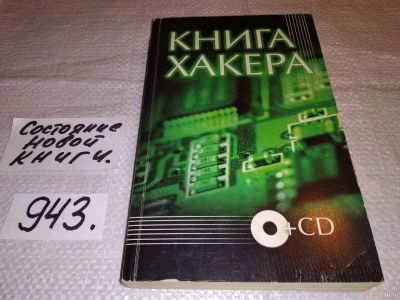 КНИГА
ХАКЕРА
Состояние
Новой
книги.
943.
+CD